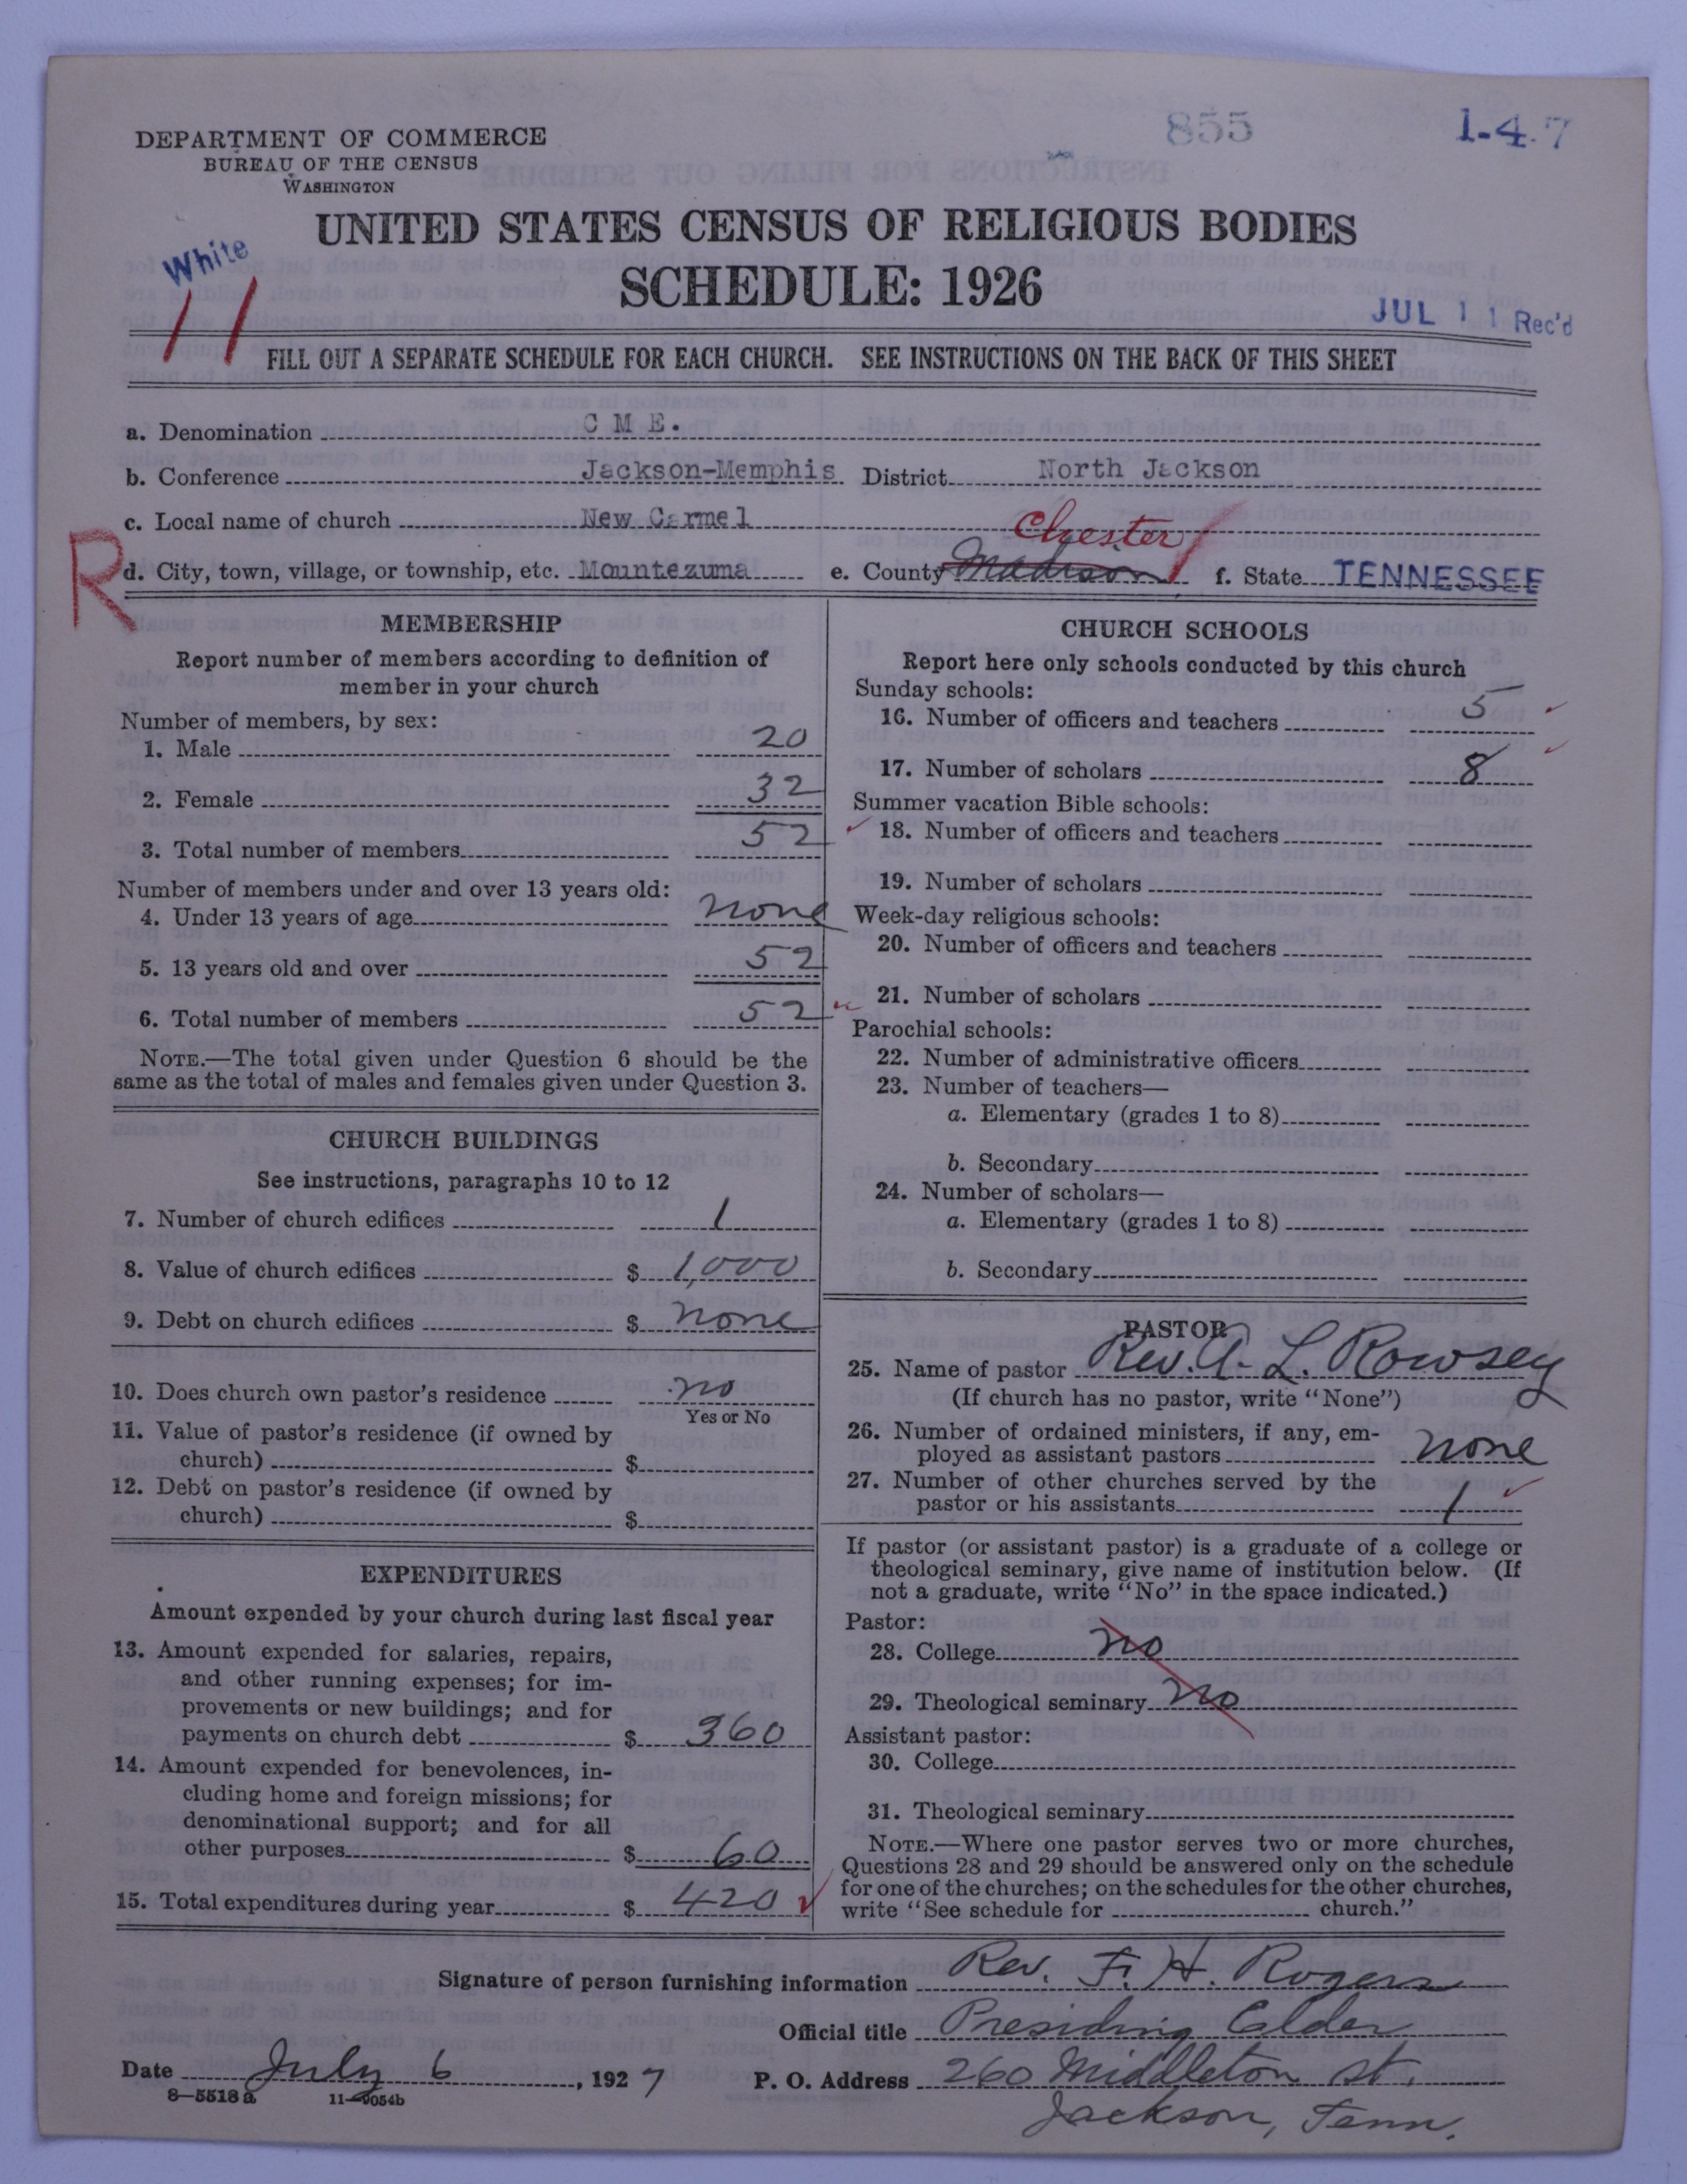 855
1-4-7
DEPARTMENT OF COMMERCE
BUREAU OF THE CENSUS
WASHINGTON
UNITED STATES CENSUS OF RELIGIOUS BODIES
SCHEDULE: 1926
White
11
JUL 11 Rec'd
FILL OUT A SEPARATE SCHEDULE FOR EACH CHURCH. SEE INSTRUCTIONS ON THE BACK OF THIS SHEET
a. Denomination C M E.
b. Conference Jackson-Memphis District North Jackson
c. Local name of church New Carmel
Chester
R
d. City, town, village, or township, etc. Mountezuma e. County Madison f. State TENNESSEE
MEMBERSHIP
Report number of members according to definition of
member in your church
Number of members, by sex:
1. Male 20
2. Female 32
3. Total number of members 52
Number of members under and over 13 years old:
4. Under 13 years of age none
5. 13 years old and over 52
6. Total number of members 52
NOTE.—The total given under Question 6 should be the
same as the total of males and females given under Question 3.
CHURCH BUILDINGS
See instructions, paragraphs 10 to 12
7. Number of church edifices 1
8. Value of church edifices $ 1,000
9. Debt on church edifices $ none
10. Does church own pastor's residence no
Yes or No
11. Value of pastor's residence (if owned by
church) $
12. Debt on pastor's residence (if owned by
church) $
EXPENDITURES
Amount expended by your church during last fiscal year
13. Amount expended for salaries, repairs,
and other running expenses; for im-
provements or new buildings; and for
payments on church debt $ 360
14. Amount expended for benevolences, in-
cluding home and foreign missions; for
denominational support; and for all
other purposes $ 60
15. Total expenditures during year $ 420
CHURCH SCHOOLS
Report here only schools conducted by this church
Sunday schools:
16. Number of officers and teachers 5
17. Number of scholars 8
Summer vacation Bible schools:
18. Number of officers and teachers
19. Number of scholars
Week-day religious schools:
20. Number of officers and teachers
21. Number of scholars
Parochial schools:
22. Number of administrative officers
23. Number of teachers—
a. Elementary (grades 1 to 8)
b. Secondary
24. Number of scholars—
a. Elementary (grades 1 to 8)
b. Secondary
PASTOR
25. Name of pastor Rev. A. L. Rowsey
(If church has no pastor, write "None")
26. Number of ordained ministers, if any, em-
ployed as assistant pastors none
27. Number of other churches served by the
pastor or his assistants 1
If pastor (or assistant pastor) is a graduate of a college or
theological seminary, give name of institution below. (If
not a graduate, write "No" in the space indicated.)
Pastor:
28. College no
29. Theological seminary no
Assistant pastor:
30. College
31. Theological seminary
NOTE.—Where one pastor serves two or more churches,
Questions 28 and 29 should be answered only on the schedule
for one of the churches; on the schedules for the other churches,
write "See schedule for church."
Signature of person furnishing information Rev. F. H. Rogers
Official title Presiding Elder
Date July 6, 1927 P. O. Address 260 Middleton st.
8-5518a 11-9054b
Jackson, Tenn.